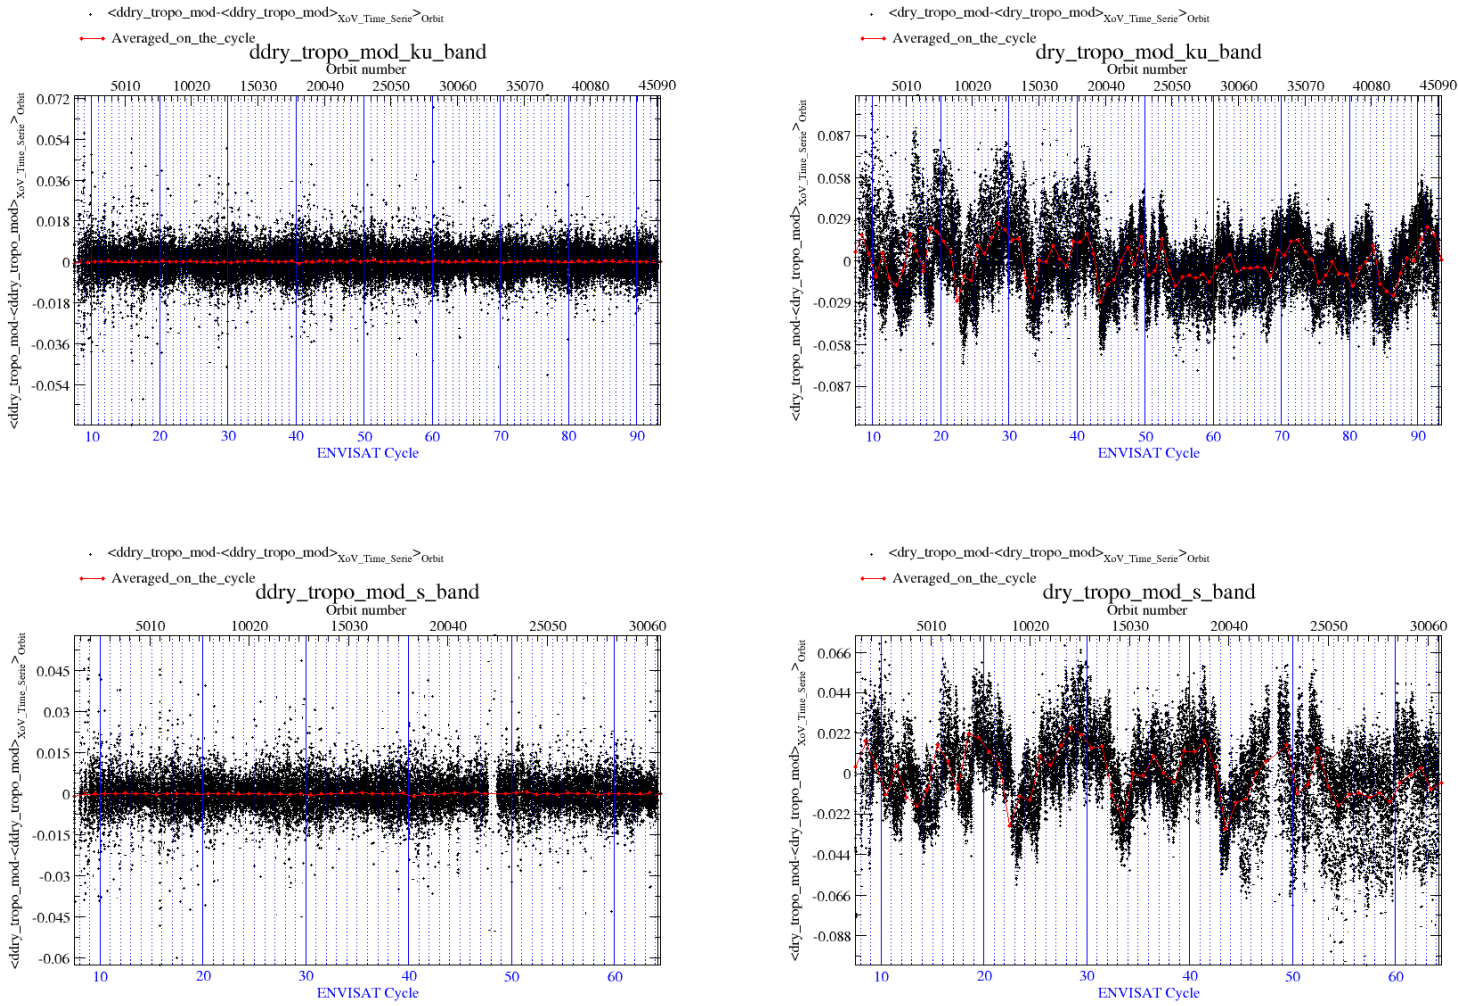 <ddry_tropo_mod-<ddry_tropo_mod>XoV_Time_Serie>Orbit
Averaged_on_the_cycle
ddry_tropo_mod_ku_band
Orbit number
5010 10020 15030 20040 25050 30060 35070 40080 45090
<ddry_tropo_mod-<ddry_tropo_mod>XoV_Time_Serie>Orbit
0.072
0.054
0.036
0.018
0
-0.018
-0.036
-0.054
10 20 30 40 50 60 70 80 90
ENVISAT Cycle
<dry_tropo_mod-<dry_tropo_mod>XoV_Time_Serie>Orbit
Averaged_on_the_cycle
dry_tropo_mod_ku_band
Orbit number
5010 10020 15030 20040 25050 30060 35070 40080 45090
<dry_tropo_mod-<dry_tropo_mod>XoV_Time_Serie>Orbit
0.087
0.058
0.029
0
-0.029
-0.058
-0.087
10 20 30 40 50 60 70 80 90
ENVISAT Cycle
<ddry_tropo_mod-<ddry_tropo_mod>XoV_Time_Serie>Orbit
Averaged_on_the_cycle
ddry_tropo_mod_s_band
Orbit number
5010 10020 15030 20040 25050 30060
<ddry_tropo_mod-<ddry_tropo_mod>XoV_Time_Serie>Orbit
0.045
0.03
0.015
0
-0.015
-0.03
-0.045
-0.06
10 20 30 40 50 60
ENVISAT Cycle
<dry_tropo_mod-<dry_tropo_mod>XoV_Time_Serie>Orbit
Averaged_on_the_cycle
dry_tropo_mod_s_band
Orbit number
5010 10020 15030 20040 25050 30060
<dry_tropo_mod-<dry_tropo_mod>XoV_Time_Serie>Orbit
0.066
0.044
0.022
0
-0.022
-0.044
-0.066
-0.088
10 20 30 40 50 60
ENVISAT Cycle